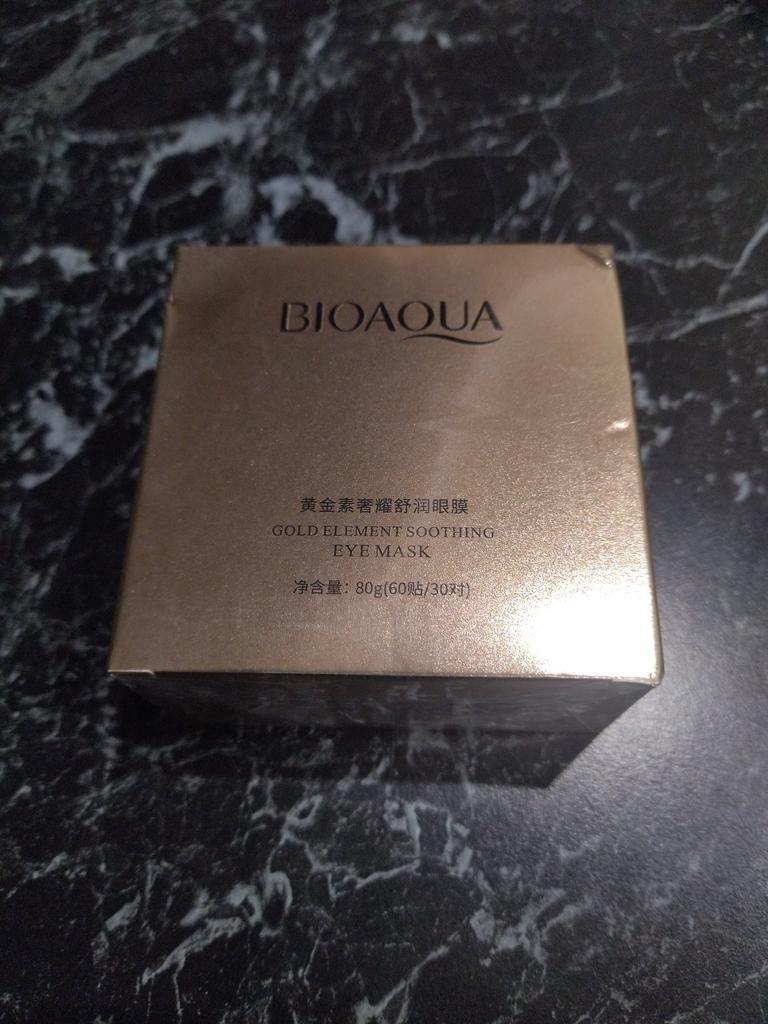 BIOAQUA
黄金素奢耀舒润眼膜
GOLD ELEMENT SOOTHING
EYE MASK
净含量：80g(60贴/30对)